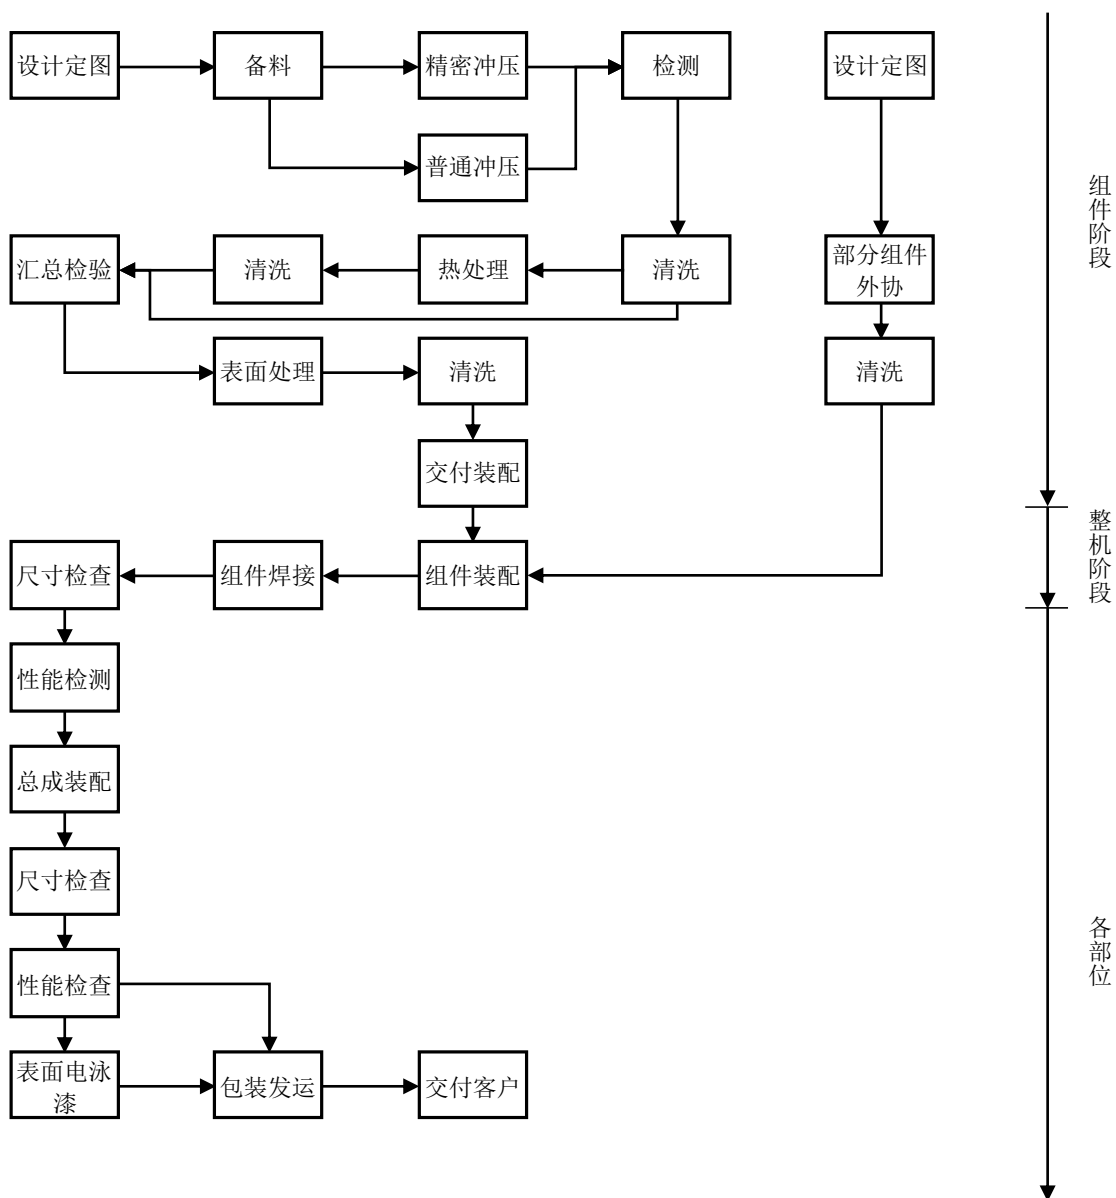 设计定图
备料
精密冲压
检测
设计定图
普通冲压
组件阶段
汇总检验
清洗
热处理
清洗
部分组件
外协
表面处理
清洗
清洗
交付装配
整机阶段
尺寸检查
组件焊接
组件装配
性能检测
总成装配
尺寸检查
各部位
性能检查
表面电泳
漆
包装发运
交付客户